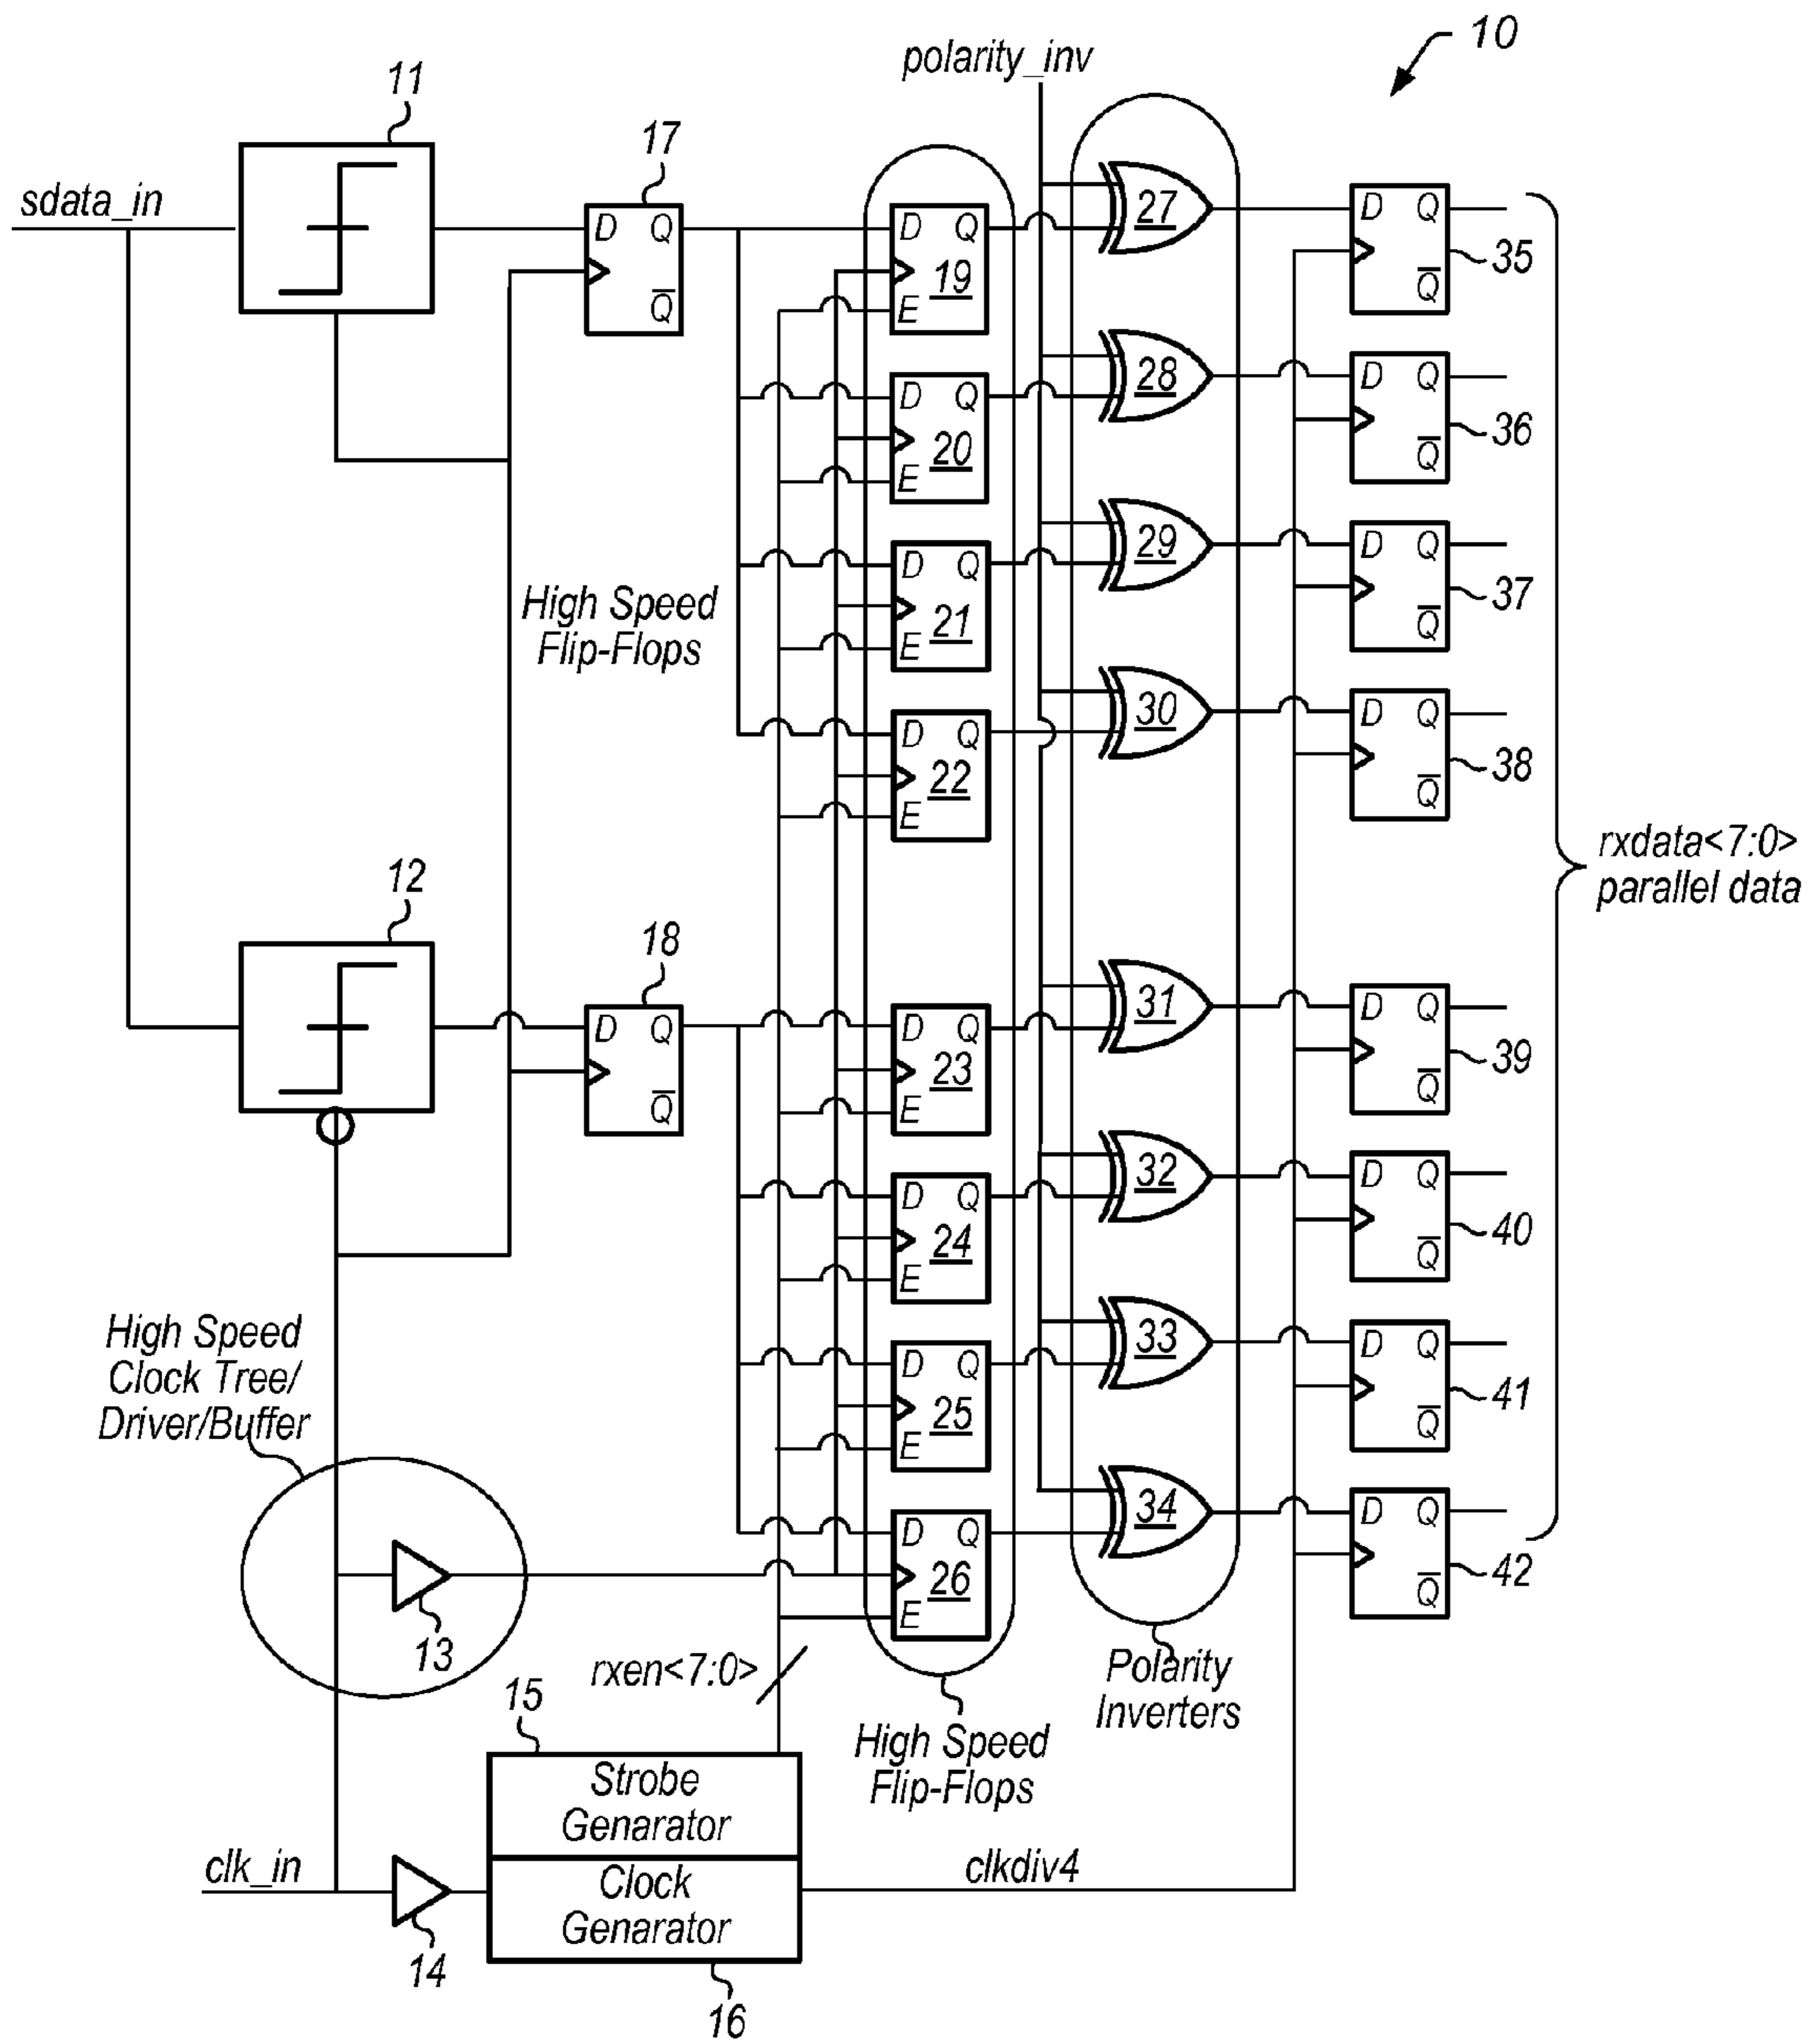 10
polarity_inv
11
17
sdata_in
D Q
Q
D Q
19
E
27
D Q
Q
35
D Q
20
E
28
D Q
Q
36
High Speed
Flip-Flops
D Q
21
E
29
D Q
Q
37
D Q
22
E
30
D Q
Q
38
rxdata<7:0>
parallel data
12
18
D Q
Q
D Q
23
E
31
D Q
Q
39
D Q
24
E
32
D Q
Q
40
High Speed
Clock Tree/
Driver/Buffer
D Q
25
E
33
D Q
Q
41
D Q
26
E
34
D Q
Q
42
13
rxen<7:0>
Polarity
Inverters
15
High Speed
Flip-Flops
Strobe
Genarator
clk_in
Clock
Genarator
clkdiv4
14
16